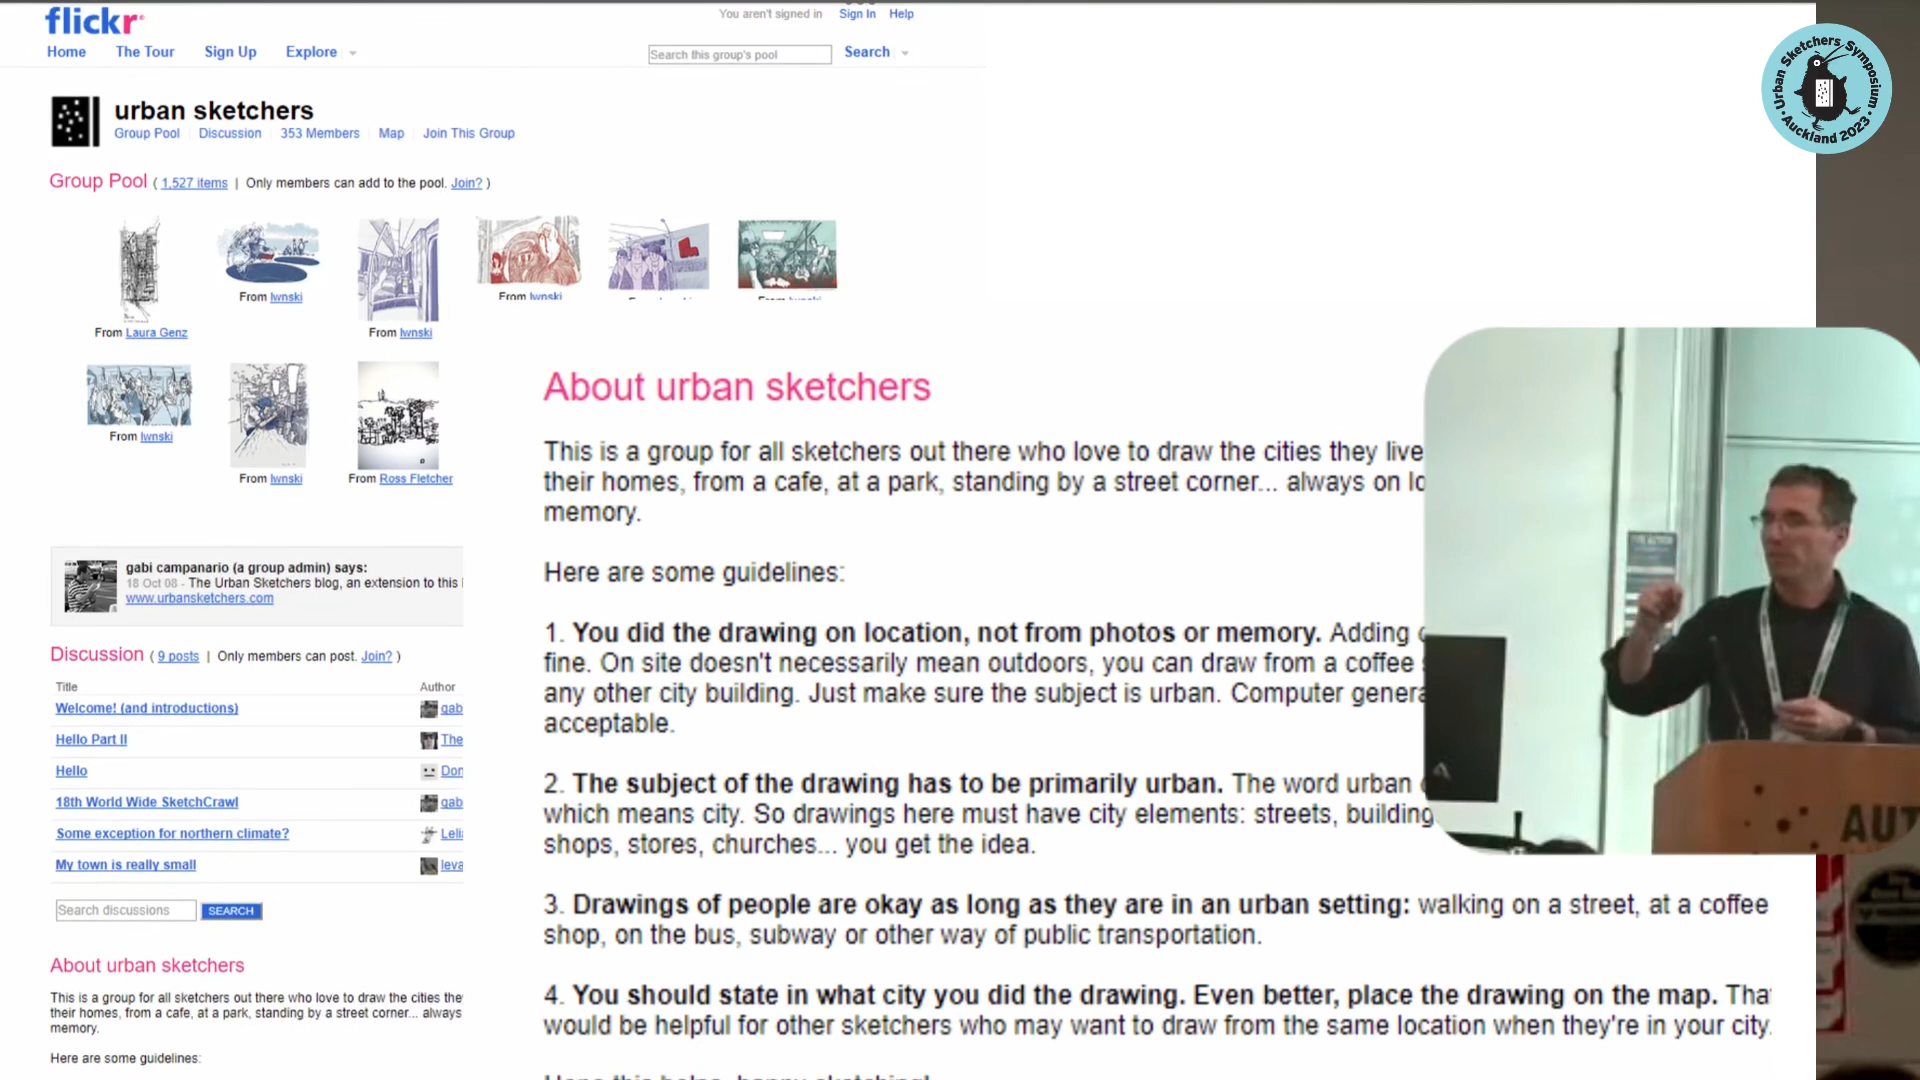 flickr
You aren't signed in Sign In Help
Home The Tour Sign Up Explore
Search this group's pool Search
Urban Sketchers Symposium
Auckland 2023
urban sketchers
Group Pool Discussion 353 Members Map Join This Group
Group Pool ( 1,527 items | Only members can add to the pool. Join? )
From Laura Genz
From lwnski
From lwnski
From lwnski
From lwnski
From lwnski
From Ross Fletcher
gabi campanario (a group admin) says:
18 Oct 08 - The Urban Sketchers blog, an extension to this
www.urbansketchers.com
Discussion ( 9 posts | Only members can post. Join? )
Title Author
Welcome! (and introductions) gab
Hello Part II The
Hello Don
18th World Wide SketchCrawl gab
Some exception for northern climate? Leli
My town is really small leva
Search discussions SEARCH
About urban sketchers
This is a group for all sketchers out there who love to draw the cities they
their homes, from a cafe, at a park, standing by a street corner... always
memory.
Here are some guidelines:
About urban sketchers
This is a group for all sketchers out there who love to draw the cities they live
their homes, from a cafe, at a park, standing by a street corner... always on
memory.
Here are some guidelines:
1. You did the drawing on location, not from photos or memory. Adding
fine. On site doesn't necessarily mean outdoors, you can draw from a coffee
any other city building. Just make sure the subject is urban. Computer genera
acceptable.
2. The subject of the drawing has to be primarily urban. The word urban
which means city. So drawings here must have city elements: streets, building
shops, stores, churches... you get the idea.
3. Drawings of people are okay as long as they are in an urban setting: walking on a street, at a coffee
shop, on the bus, subway or other way of public transportation.
4. You should state in what city you did the drawing. Even better, place the drawing on the map. That
would be helpful for other sketchers who may want to draw from the same location when they're in your city.
AUT